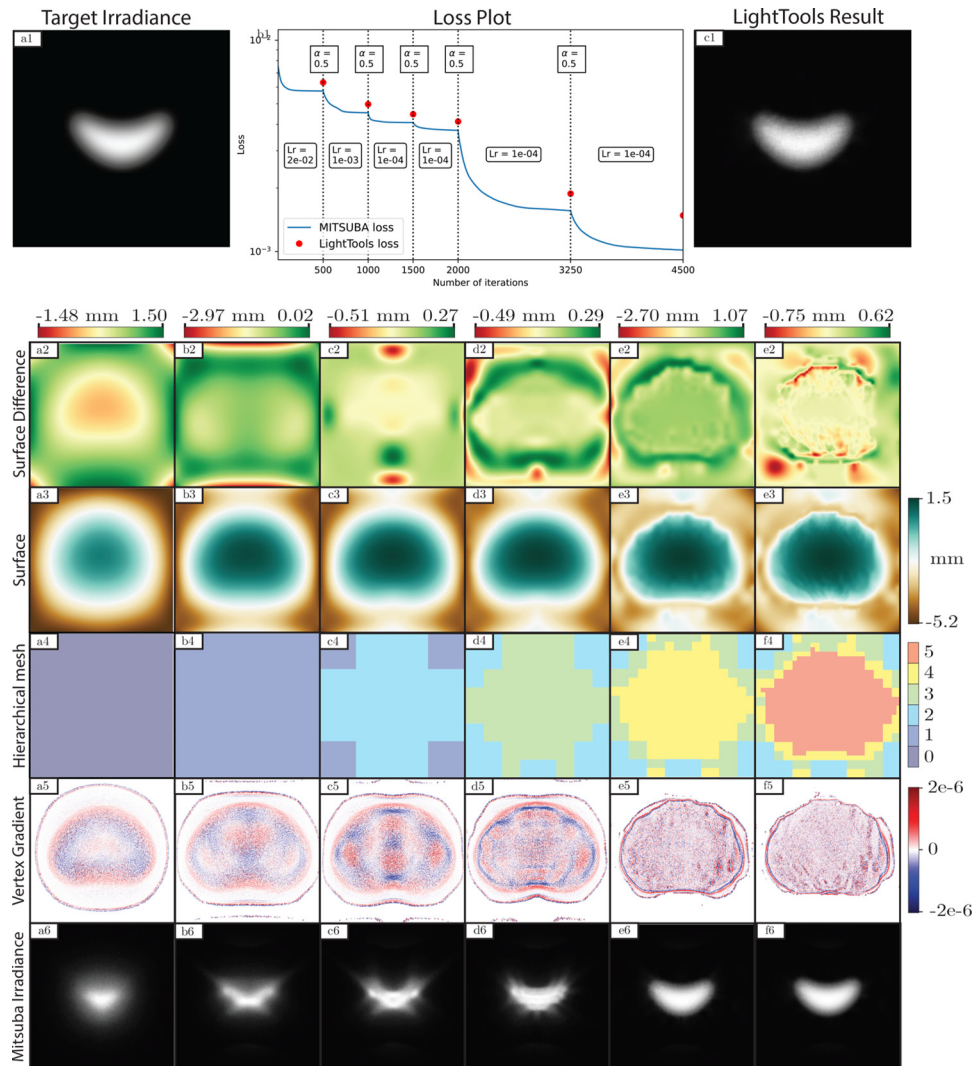 Target Irradiance
Loss Plot
LightTools Result
a1
10⁻²
b1
c1
α = 0.5
α = 0.5
α = 0.5
α = 0.5
α = 0.5
Loss
Lr = 2e-02
Lr = 1e-03
Lr = 1e-04
Lr = 1e-04
Lr = 1e-04
Lr = 1e-04
MITSUBA loss
LightTools loss
10⁻³
500
1000
1500
2000
3250
4500
Number of iterations
-1.48 mm 1.50
-2.97 mm 0.02
-0.51 mm 0.27
-0.49 mm 0.29
-2.70 mm 1.07
-0.75 mm 0.62
Surface Difference
a2
b2
c2
d2
e2
e2
Surface
a3
b3
c3
d3
e3
e3
1.5
mm
-5.2
Hierarchical mesh
a4
b4
c4
d4
e4
f4
5
4
3
2
1
0
Vertex Gradient
a5
b5
c5
d5
e5
f5
2e-6
0
-2e-6
Mitsuba Irradiance
a6
b6
c6
d6
e6
f6